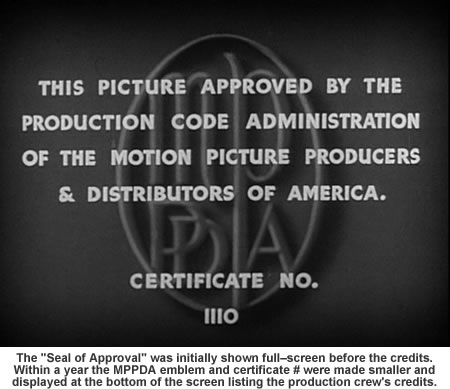 THIS PICTURE APPROVED BY THE
PRODUCTION CODE ADMINISTRATION
OF THE MOTION PICTURE PRODUCERS
& DISTRIBUTORS OF AMERICA.
MPPDA
CERTIFICATE NO.
1110
The "Seal of Approval" was initially shown full–screen before the credits.
Within a year the MPPDA emblem and certificate # were made smaller and
displayed at the bottom of the screen listing the production crew's credits.